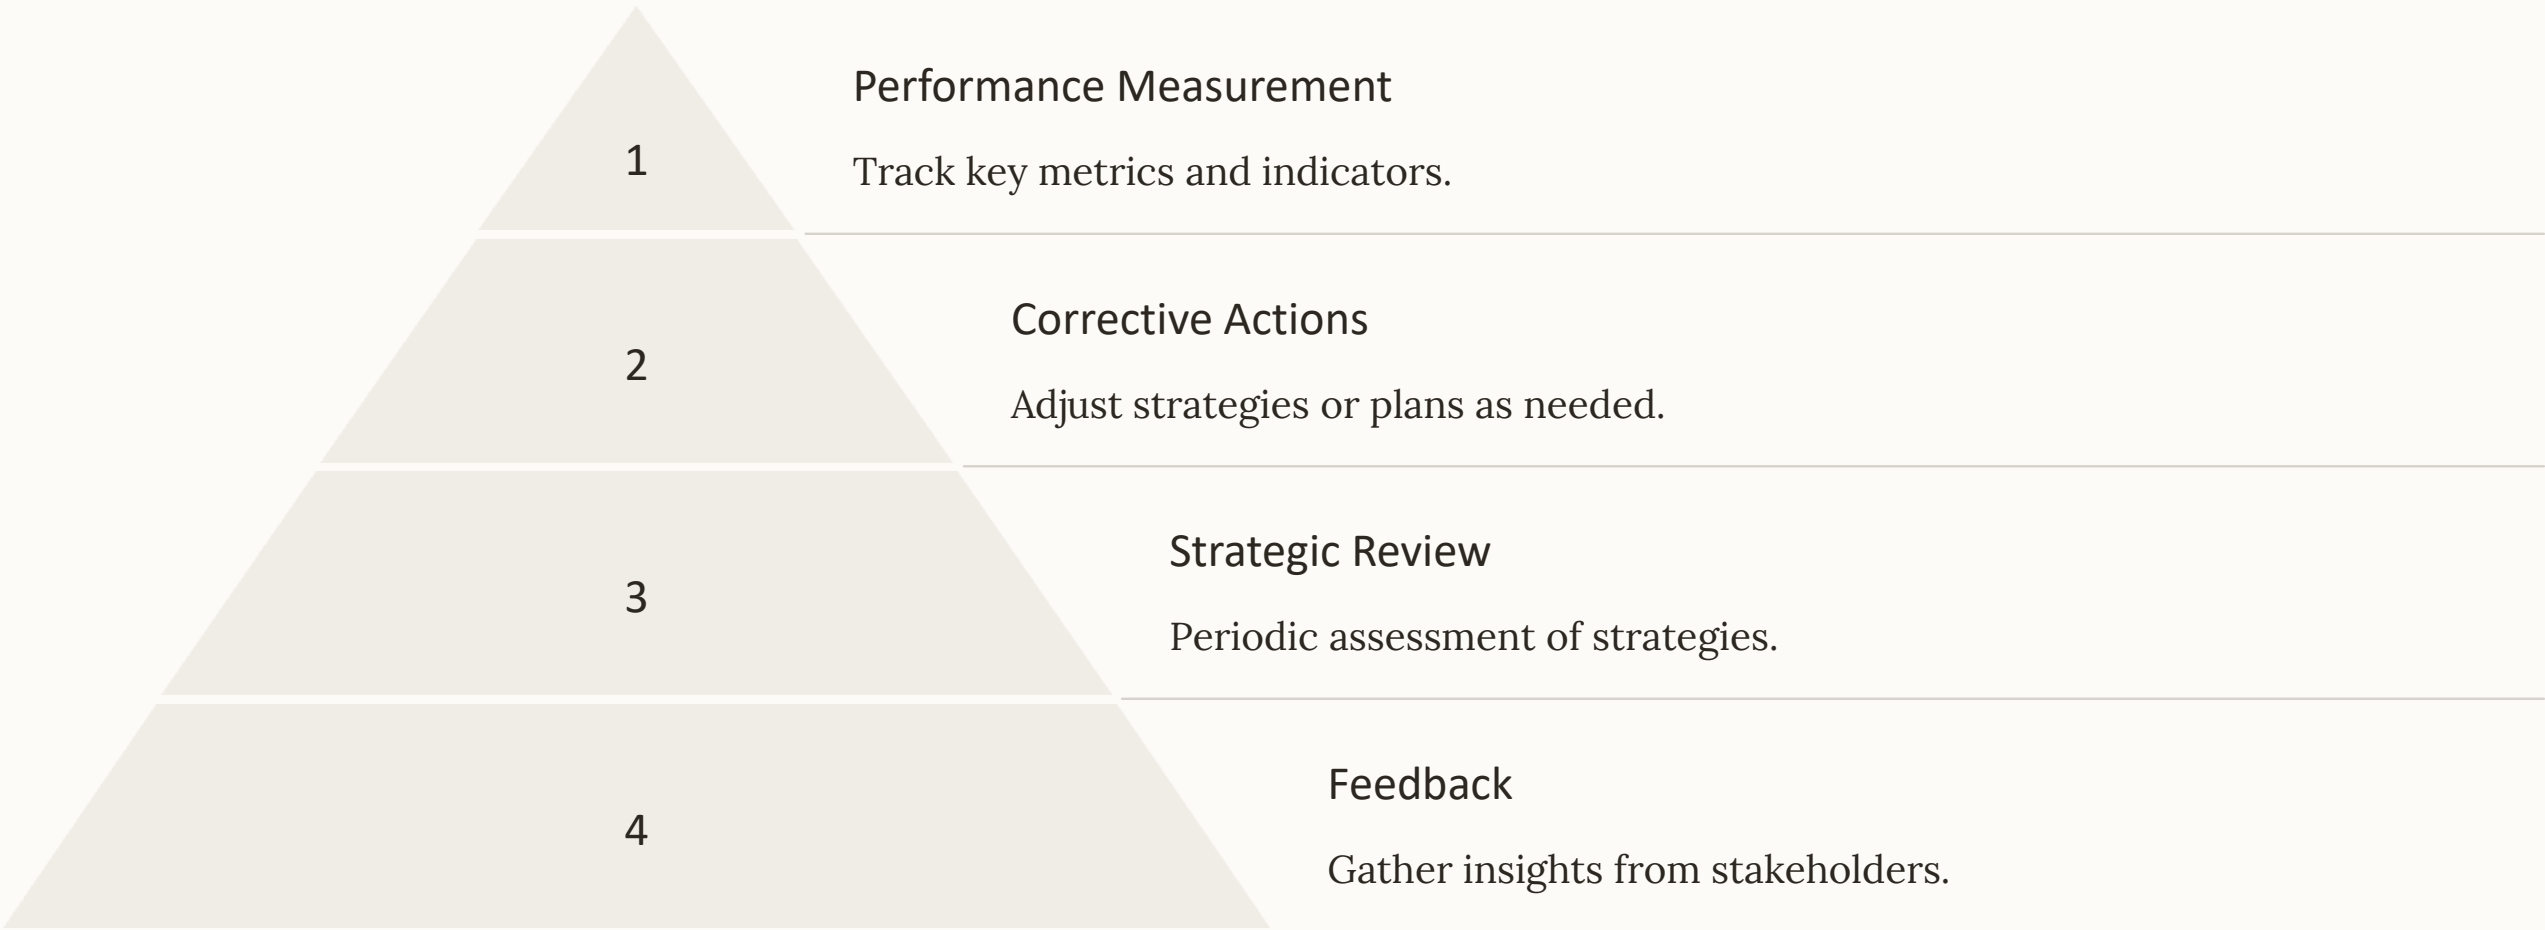 1
Performance Measurement
Track key metrics and indicators.
2
Corrective Actions
Adjust strategies or plans as needed.
3
Strategic Review
Periodic assessment of strategies.
4
Feedback
Gather insights from stakeholders.